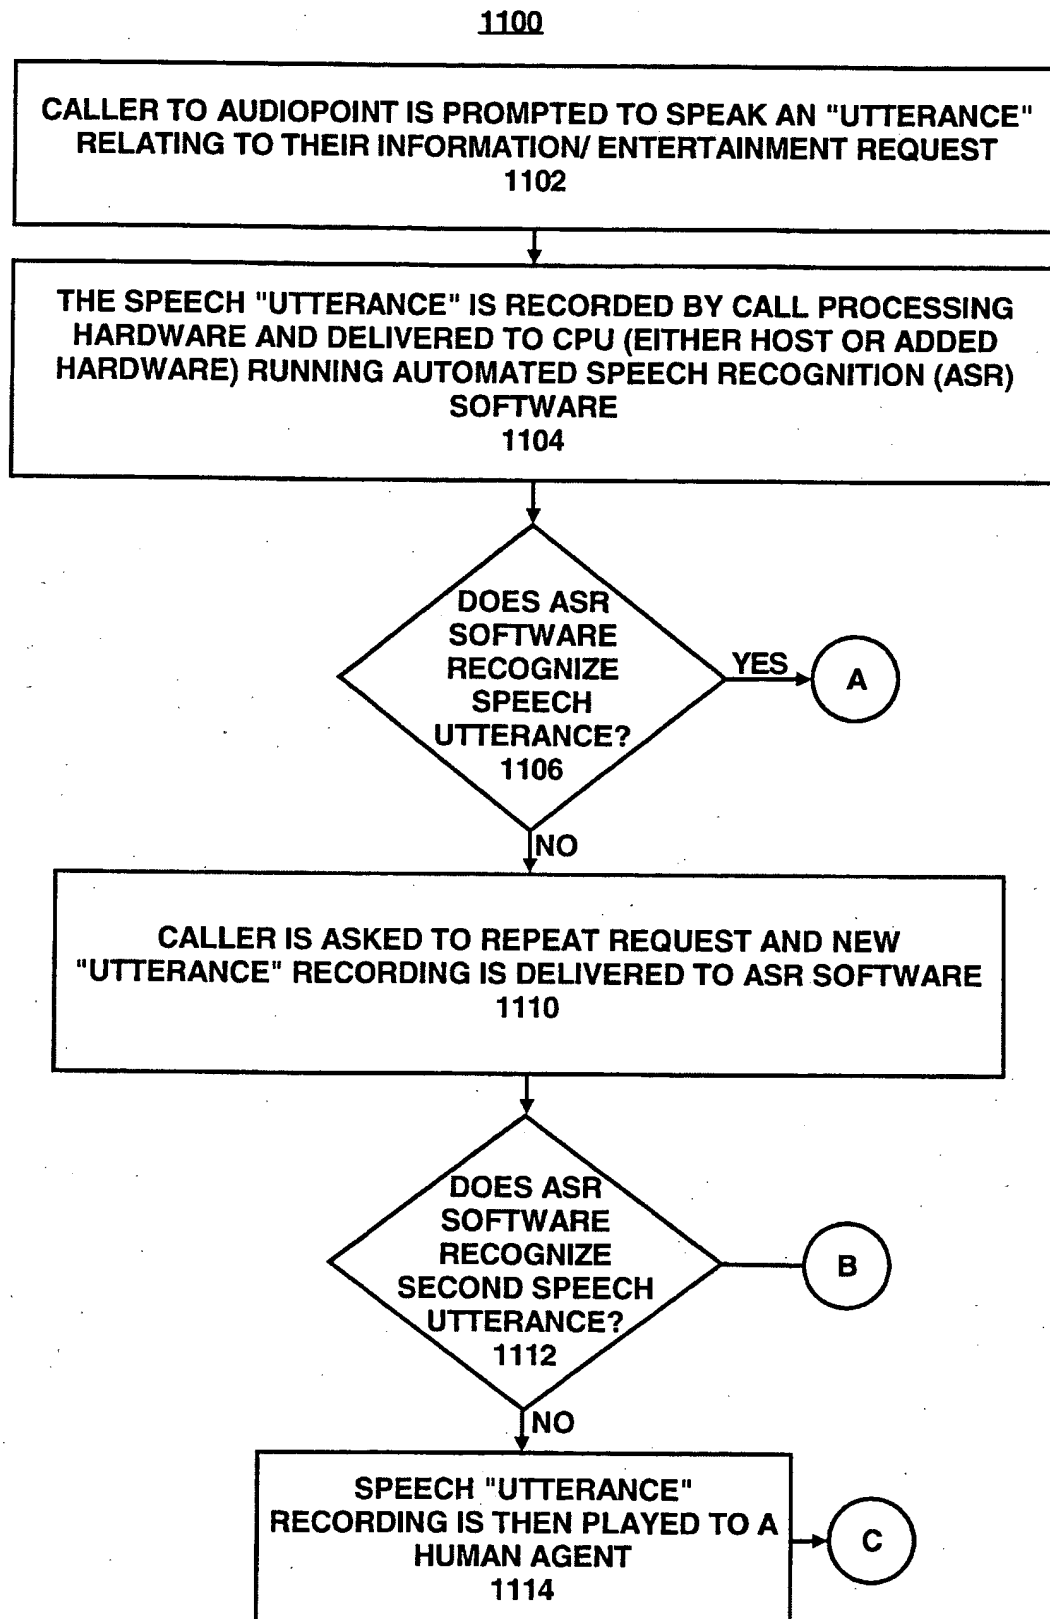 1100
CALLER TO AUDIOPOINT IS PROMPTED TO SPEAK AN "UTTERANCE"
RELATING TO THEIR INFORMATION/ ENTERTAINMENT REQUEST
1102
THE SPEECH "UTTERANCE" IS RECORDED BY CALL PROCESSING
HARDWARE AND DELIVERED TO CPU (EITHER HOST OR ADDED
HARDWARE) RUNNING AUTOMATED SPEECH RECOGNITION (ASR)
SOFTWARE
1104
DOES ASR
SOFTWARE
RECOGNIZE
SPEECH
UTTERANCE?
1106
YES
A
NO
CALLER IS ASKED TO REPEAT REQUEST AND NEW
"UTTERANCE" RECORDING IS DELIVERED TO ASR SOFTWARE
1110
DOES ASR
SOFTWARE
RECOGNIZE
SECOND SPEECH
UTTERANCE?
1112
B
NO
SPEECH "UTTERANCE"
RECORDING IS THEN PLAYED TO A
HUMAN AGENT
1114
C